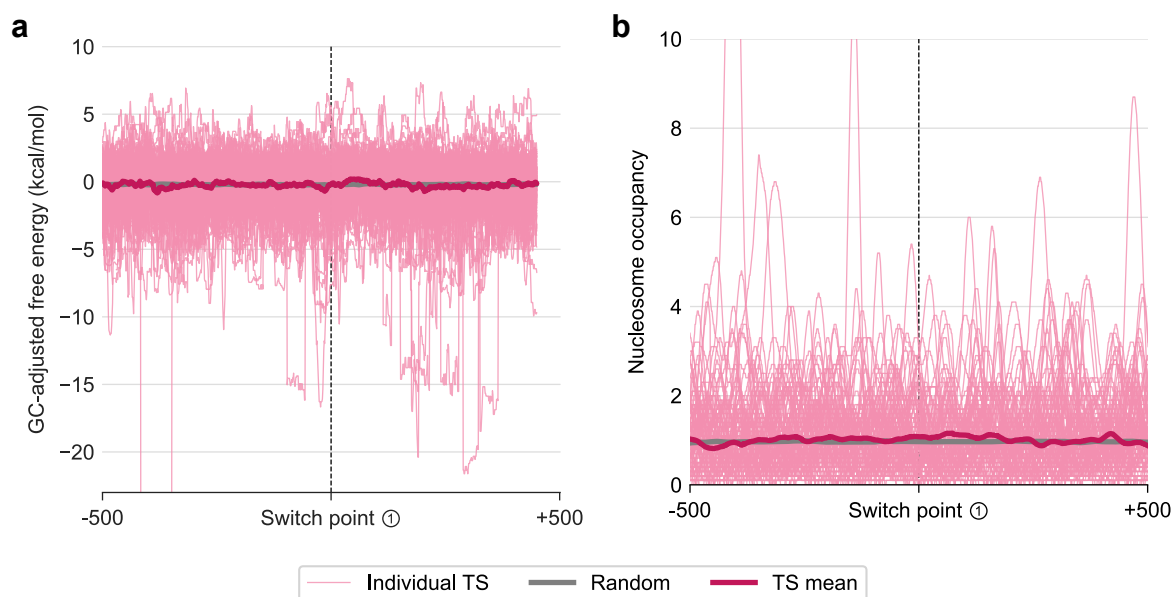 a
GC-adjusted free energy (kcal/mol)
10
5
0
−5
−10
−15
−20
-500
Switch point ①
+500
b
Nucleosome occupancy
10
8
6
4
2
0
-500
Switch point ①
+500
Individual TS
Random
TS mean